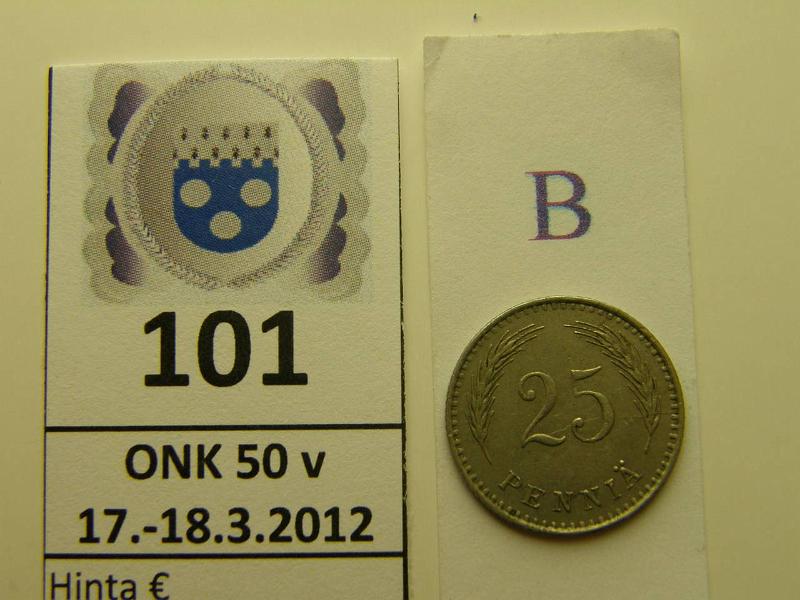 101
ONK 50 v
17.-18.3.2012
Hinta €
B
25
PENNIÄ